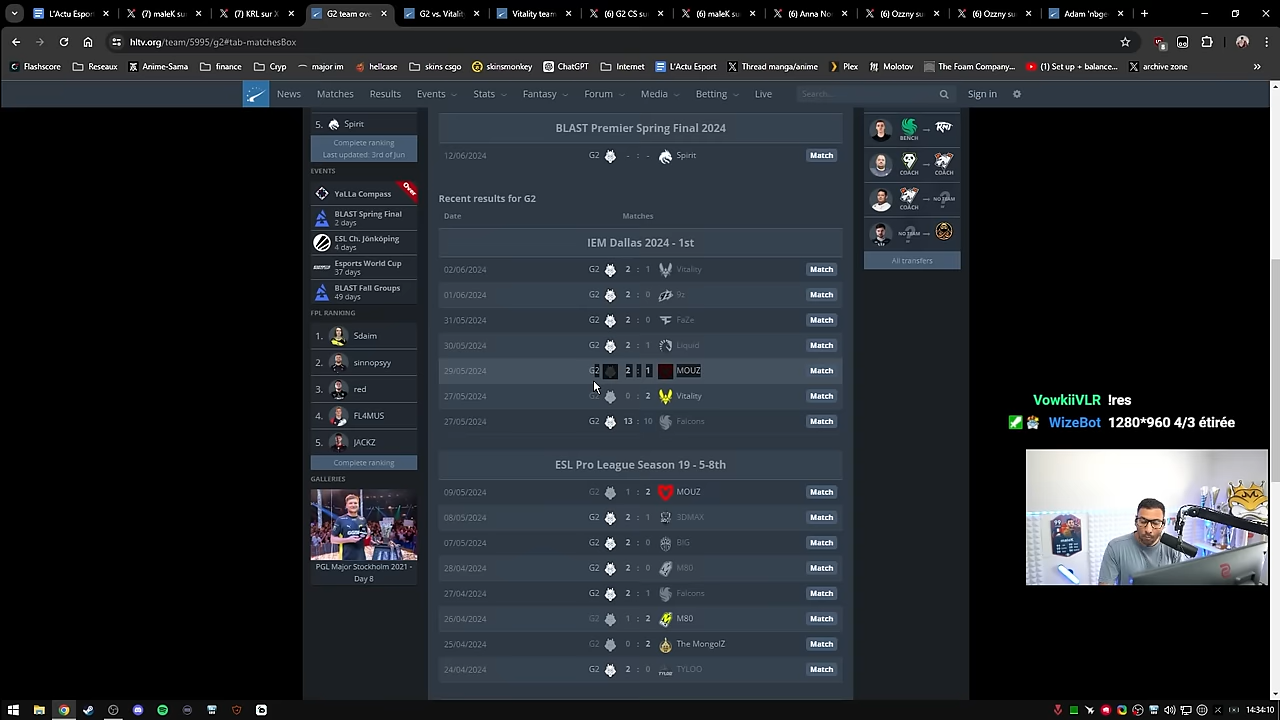 L'Actu Esport
(7) maleK su
(7) KRL sur X
G2 team ove
G2 vs. Vitality
Vitality team
(6) G2 CS su
(6) maleK su
(6) Anna No
(6) Ozzny su
(6) Ozzny su
Adam 'nbge
hltv.org/team/5995/g2#tab-matchesBox
Flashscore
Reseaux
Anime-Sama
finance
Cryp
major im
hellcase
skins csgo
skinsmonkey
ChatGPT
Internet
L'Actu Esport
Thread manga/anime
Plex
Molotov
The Foam Company...
(1) Set up + balance...
archive zone
News
Matches
Results
Events
Stats
Fantasy
Forum
Media
Betting
Live
Search...
Sign in
5. Spirit
Complete ranking
Last updated: 3rd of Jun
EVENTS
YaLLa Compass
Over
BLAST Spring Final
2 days
ESL Ch. Jönköping
4 days
Esports World Cup
37 days
BLAST Fall Groups
49 days
FPL RANKING
1. Sdaim
2. sinnopsyy
3. red
4. FL4MUS
5. JACKZ
Complete ranking
GALLERIES
PGL Major Stockholm 2021 -
Day 8
BLAST Premier Spring Final 2024
12/06/2024 G2 - : - Spirit Match
Recent results for G2
Date Matches
IEM Dallas 2024 - 1st
02/06/2024 G2 2 : 1 Vitality Match
01/06/2024 G2 2 : 0 9z Match
31/05/2024 G2 2 : 0 FaZe Match
30/05/2024 G2 2 : 1 Liquid Match
29/05/2024 G2 2 : 1 MOUZ Match
27/05/2024 G2 0 : 2 Vitality Match
27/05/2024 G2 13 : 10 Falcons Match
ESL Pro League Season 19 - 5-8th
09/05/2024 G2 1 : 2 MOUZ Match
08/05/2024 G2 2 : 1 3DMAX Match
07/05/2024 G2 2 : 0 BIG Match
28/04/2024 G2 2 : 0 M80 Match
27/04/2024 G2 2 : 1 Falcons Match
26/04/2024 G2 1 : 2 M80 Match
25/04/2024 G2 0 : 2 The MongolZ Match
24/04/2024 G2 2 : 0 TYLOO Match
BENCH
COACH COACH
COACH NO TEAM
NO TEAM
All transfers
VowkiiVLR !res
WizeBot 1280*960 4/3 étirée
14:34:10